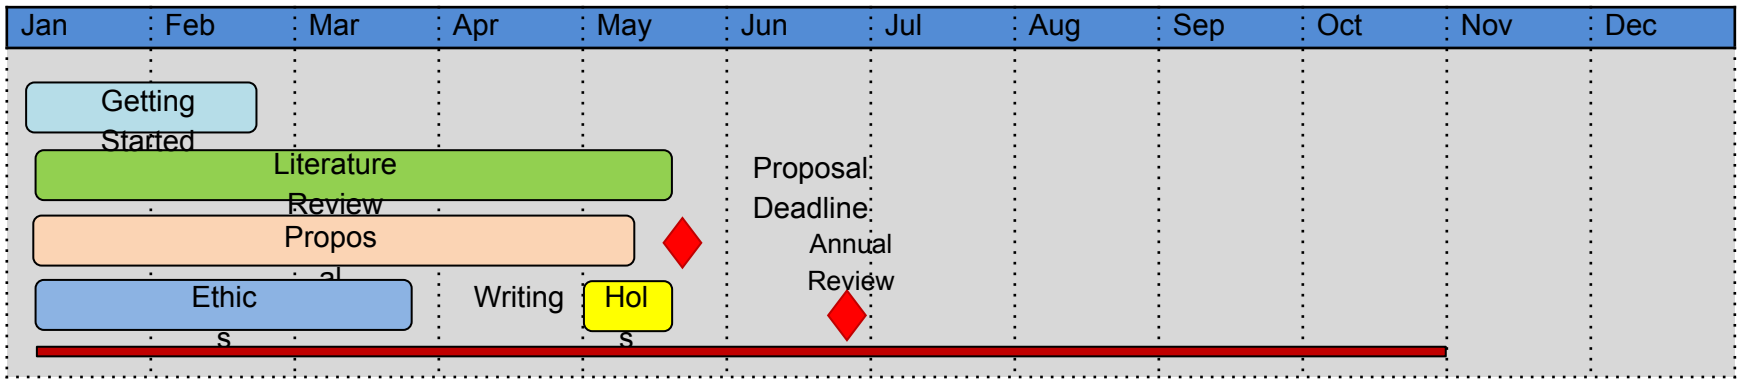 Jan Feb Mar Apr May Jun Jul Aug Sep Oct Nov Dec
Getting
Started
Literature
Review
Proposal
Deadline
Propos
al
Annual
Review
Ethic
s
Writing
Hol
s